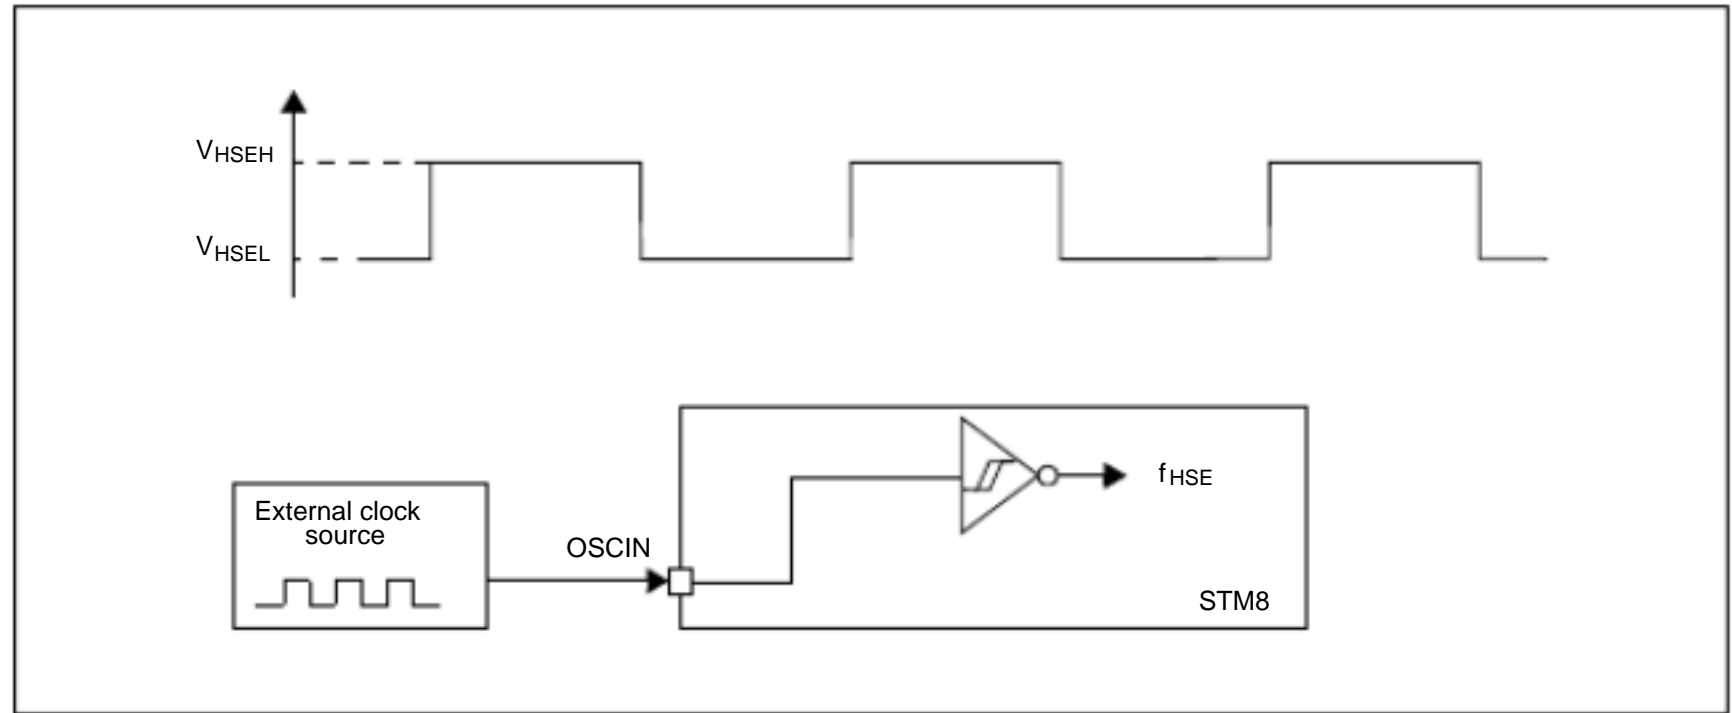 VHSEH
VHSEL
External clock
source
OSCIN
fHSE
STM8